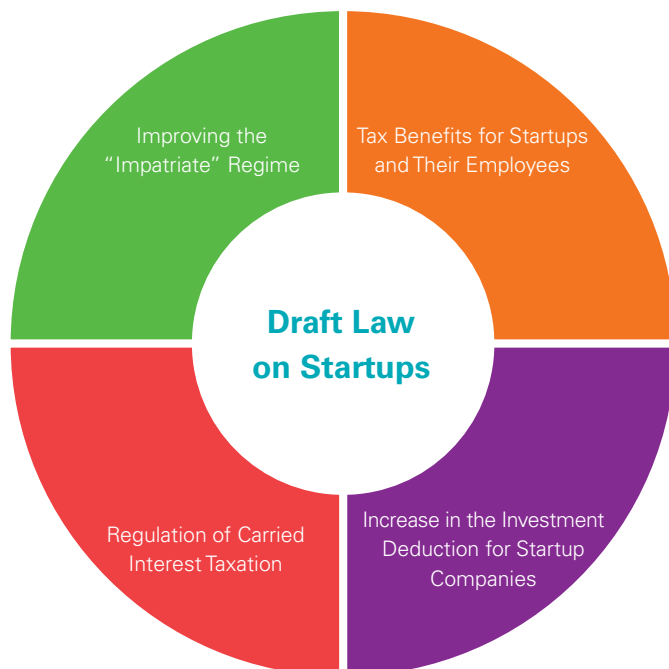 Improving the
“Impatriate” Regime
Tax Benefits for Startups
and Their Employees
Draft Law
on Startups
Regulation of Carried
Interest Taxation
Increase in the Investment
Deduction for Startup
Companies